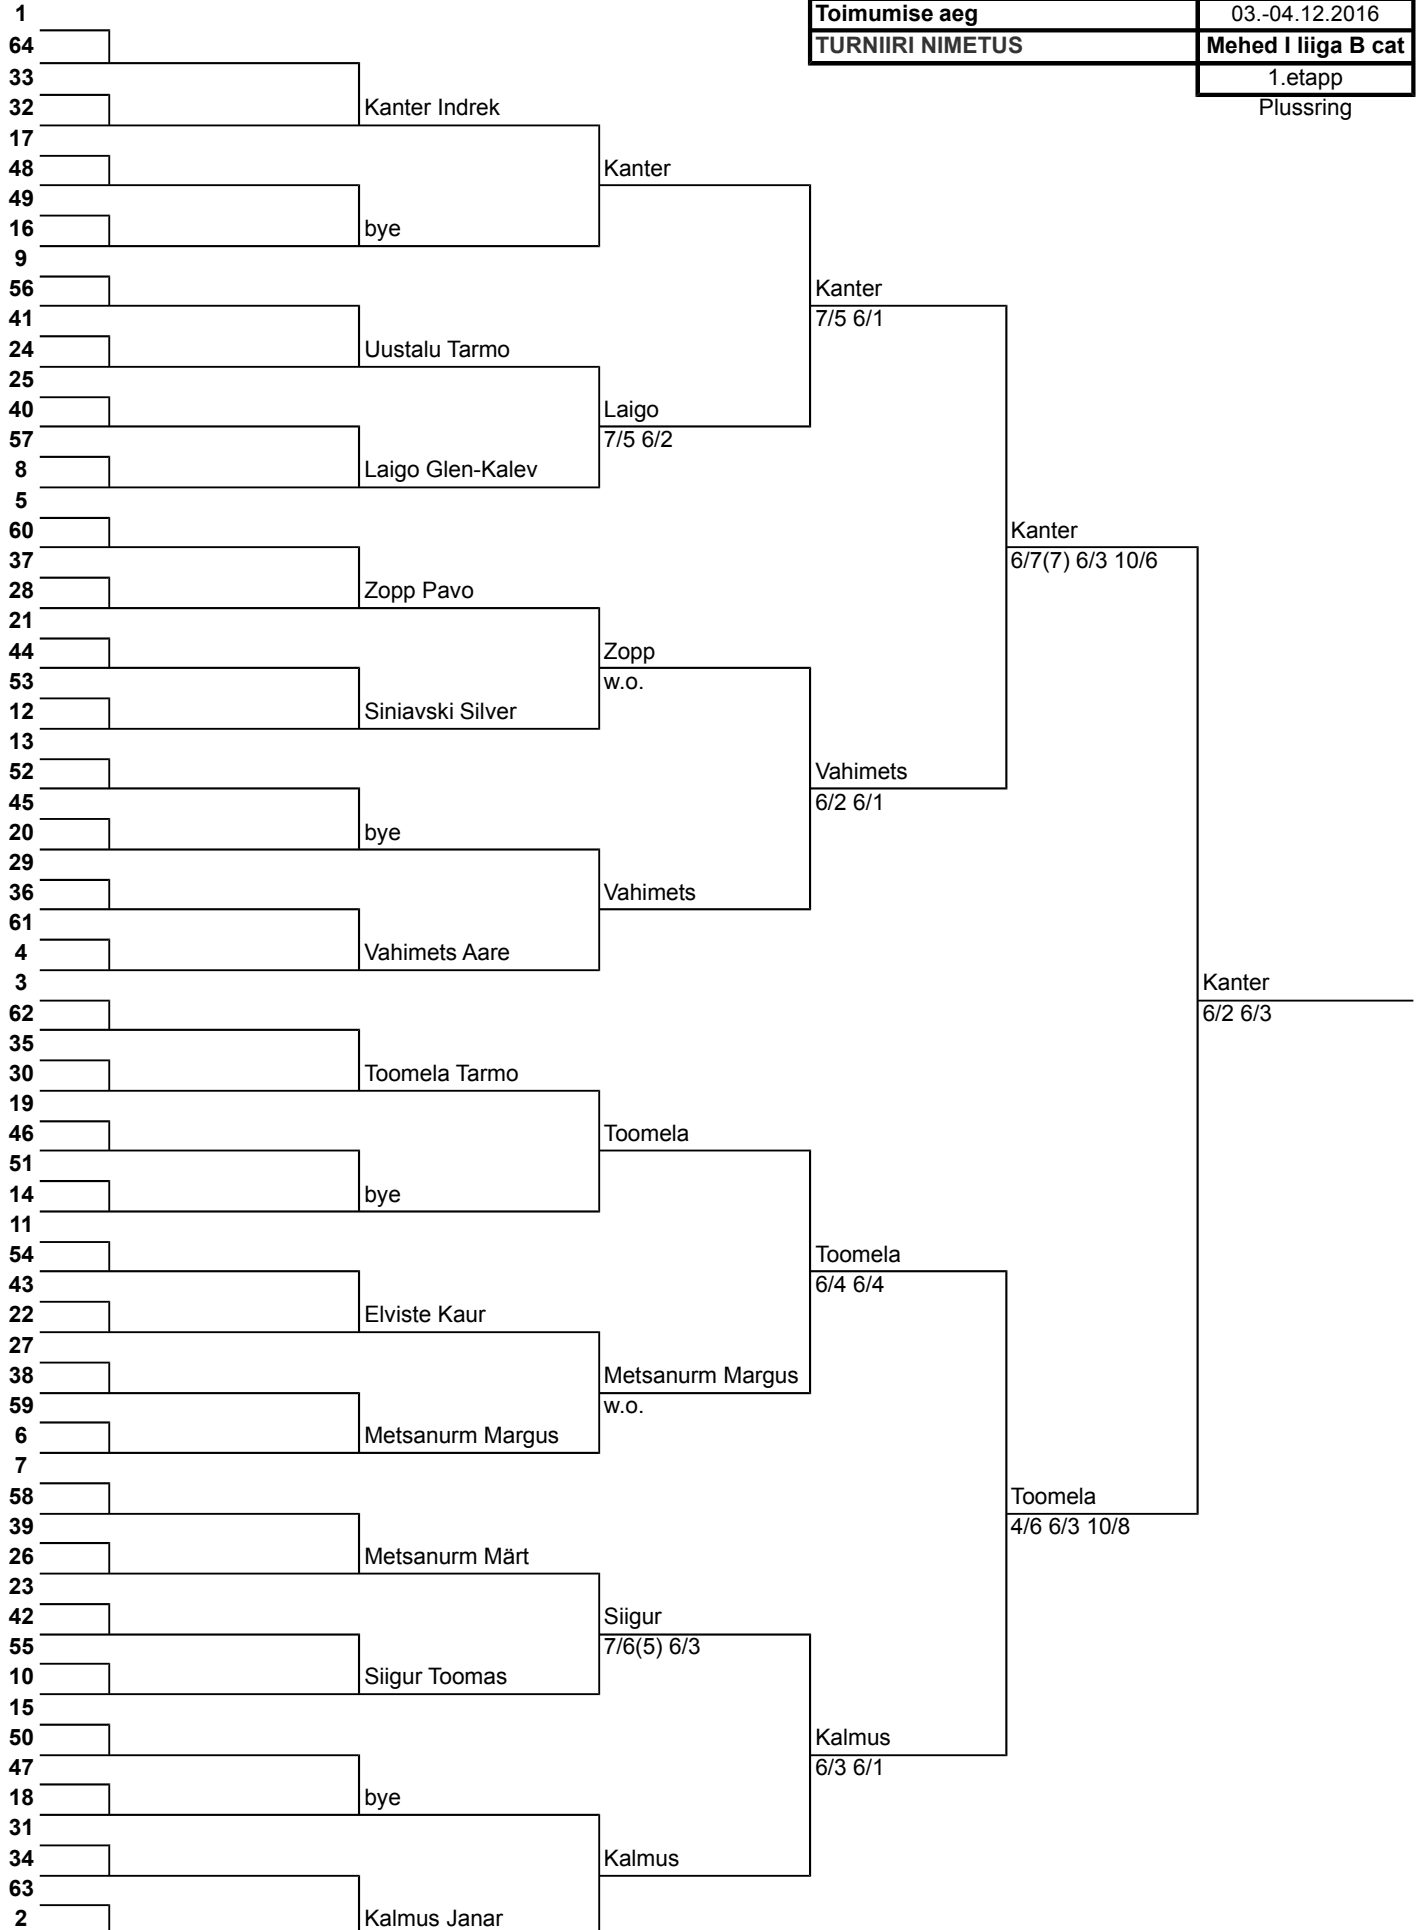 1
Toimumise aeg 03.-04.12.2016
64
TURNIIRI NIMETUS Mehed I liiga B cat
33
1.etapp
32 Kanter Indrek
Plussring
17
48 Kanter
49
16 bye
9
56 Kanter
41 7/5 6/1
24 Uustalu Tarmo
25
40 Laigo
57 7/5 6/2
8 Laigo Glen-Kalev
5
60 Kanter
37 6/7(7) 6/3 10/6
28 Zopp Pavo
21
44 Zopp
53 w.o.
12 Siniavski Silver
13
52 Vahimets
45 6/2 6/1
20 bye
29
36 Vahimets
61
4 Vahimets Aare
3 Kanter
62 6/2 6/3
35
30 Toomela Tarmo
19
46 Toomela
51
14 bye
11
54 Toomela
43 6/4 6/4
22 Elviste Kaur
27
38 Metsanurm Margus
59 w.o.
6 Metsanurm Margus
7
58 Toomela
39 4/6 6/3 10/8
26 Metsanurm Märt
23
42 Siigur
55 7/6(5) 6/3
10 Siigur Toomas
15
50 Kalmus
47 6/3 6/1
18 bye
31
34 Kalmus
63
2 Kalmus Janar